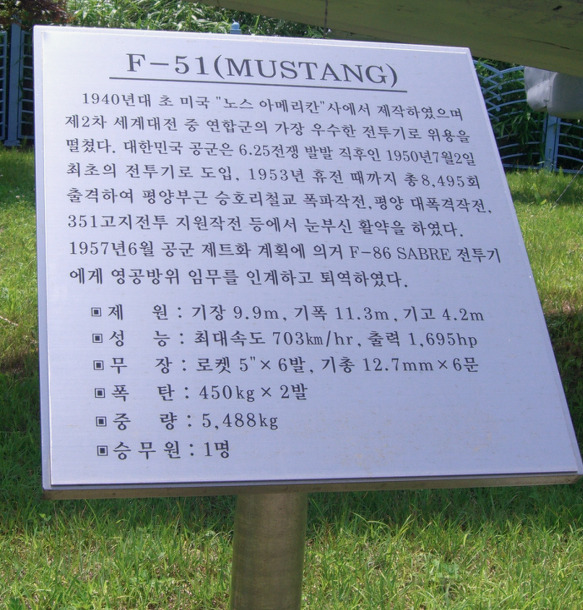 F-51(MUSTANG)
1940년대 초 미국 "노스 아메리칸"사에서 제작하였으며
제2차 세계대전 중 연합군의 가장 우수한 전투기로 위용을
떨쳤다. 대한민국 공군은 6.25전쟁 발발 직후인 1950년7월2일
최초의 전투기로 도입, 1953년 휴전 때까지 총8,495회
출격하여 평양부근 승호리철교 폭파작전,평양 대폭격작전,
351고지전투 지원작전 등에서 눈부신 활약을 하였다.
1957년6월 공군 제트화 계획에 의거 F-86 SABRE 전투기
에게 영공방위 임무를 인계하고 퇴역하였다.
▣제 원 : 기장 9.9m, 기폭 11.3m, 기고 4.2m
▣성 능 : 최대속도 703km/hr, 출력 1,695hp
▣무 장 : 로켓 5"×6발, 기총 12.7mm×6문
▣폭 탄 : 450kg×2발
▣중 량 : 5,488kg
▣승무원 : 1명